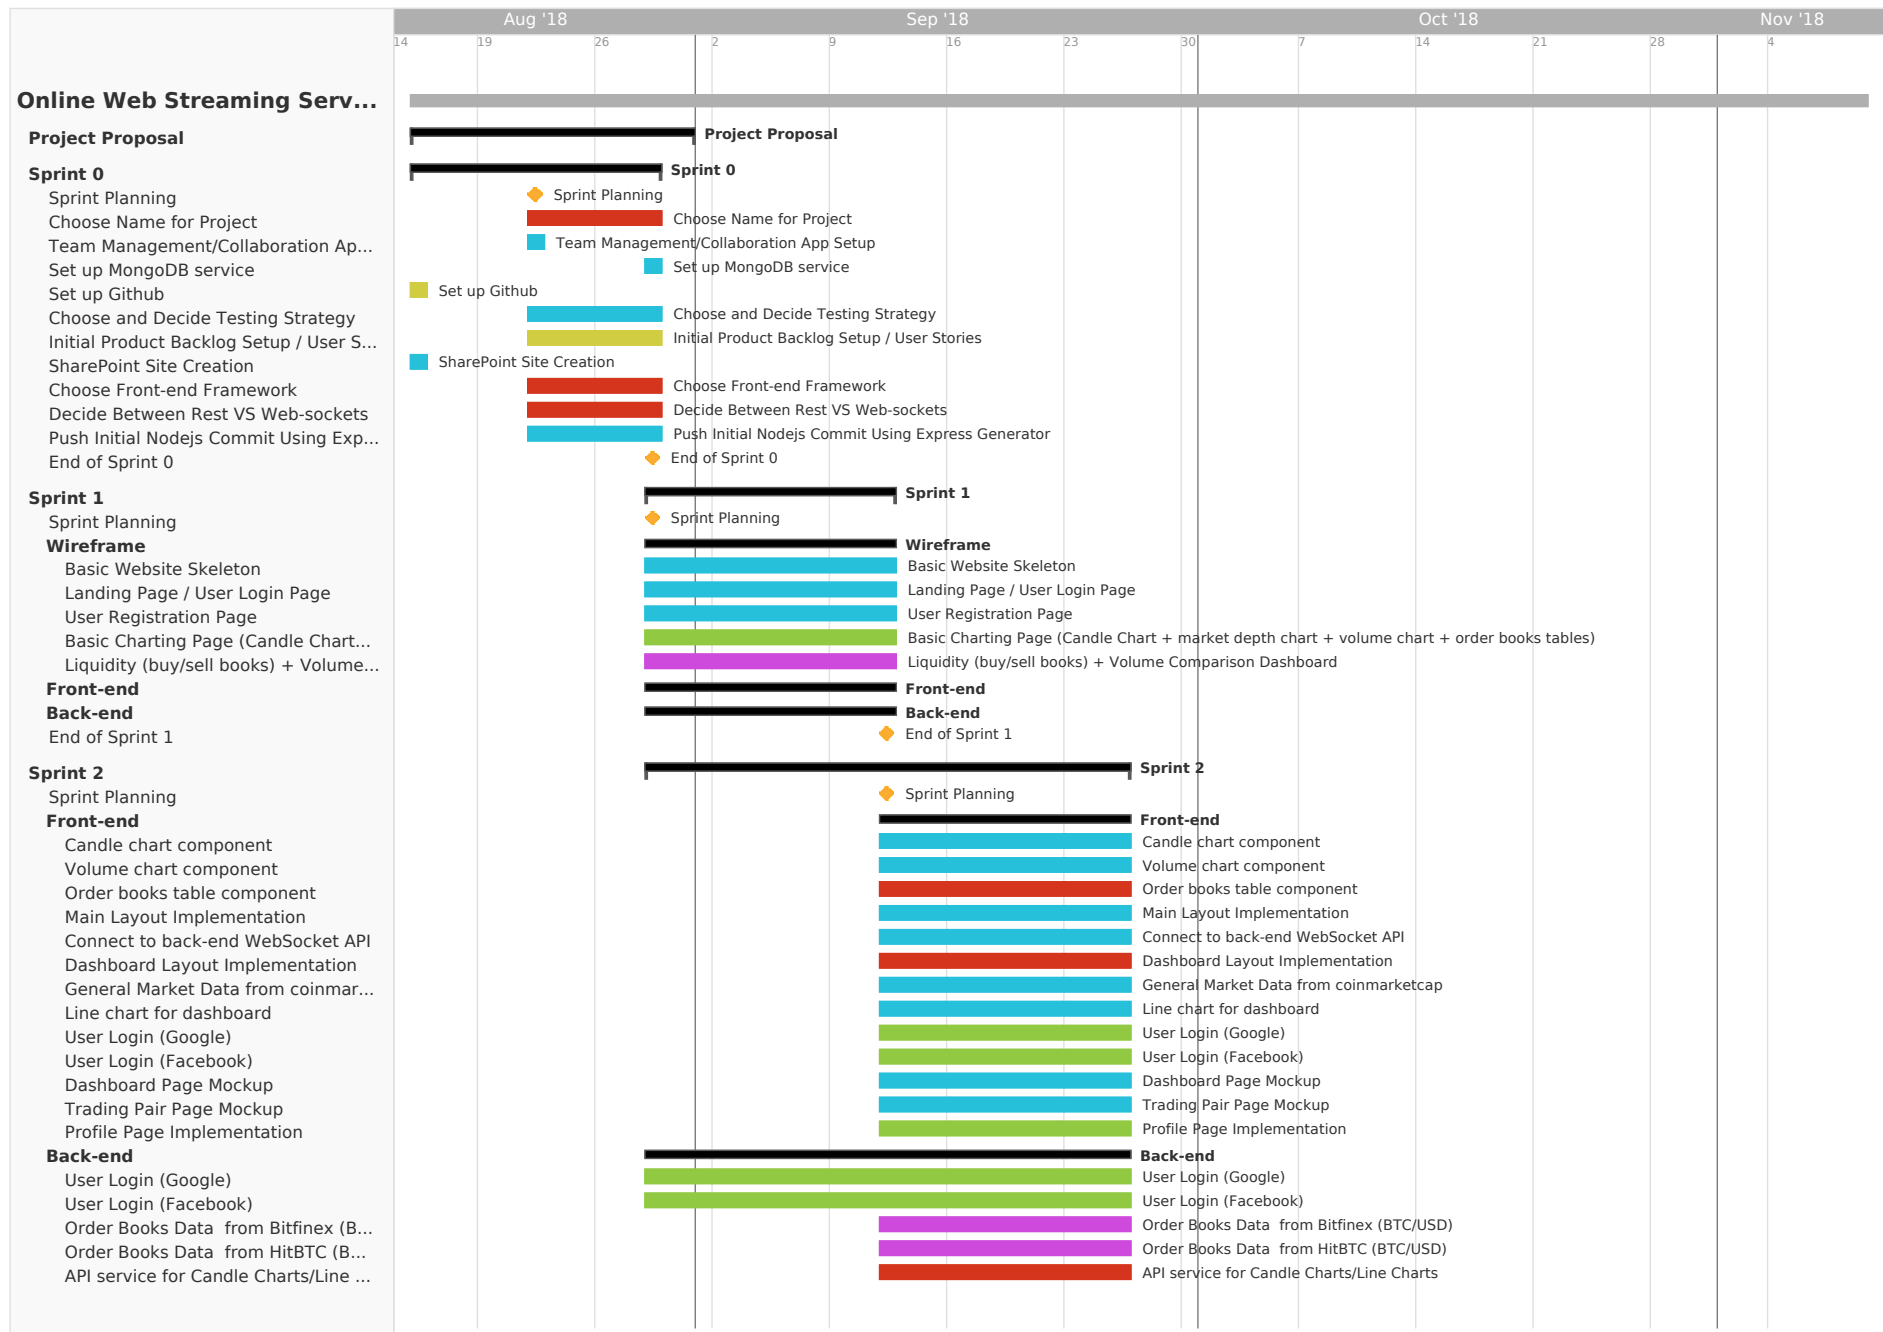 Aug '18 Sep '18 Oct '18 Nov '18
14 19 26 2 9 16 23 30 7 14 21 28 4
Online Web Streaming Serv...
Project Proposal Project Proposal
Sprint 0 Sprint 0
Sprint Planning Sprint Planning
Choose Name for Project Choose Name for Project
Team Management/Collaboration Ap... Team Management/Collaboration App Setup
Set up MongoDB service Set up MongoDB service
Set up Github Set up Github
Choose and Decide Testing Strategy Choose and Decide Testing Strategy
Initial Product Backlog Setup / User S... Initial Product Backlog Setup / User Stories
SharePoint Site Creation SharePoint Site Creation
Choose Front-end Framework Choose Front-end Framework
Decide Between Rest VS Web-sockets Decide Between Rest VS Web-sockets
Push Initial Nodejs Commit Using Exp... Push Initial Nodejs Commit Using Express Generator
End of Sprint 0 End of Sprint 0
Sprint 1 Sprint 1
Sprint Planning Sprint Planning
Wireframe Wireframe
Basic Website Skeleton Basic Website Skeleton
Landing Page / User Login Page Landing Page / User Login Page
User Registration Page User Registration Page
Basic Charting Page (Candle Chart... Basic Charting Page (Candle Chart + market depth chart + volume chart + order books tables)
Liquidity (buy/sell books) + Volume... Liquidity (buy/sell books) + Volume Comparison Dashboard
Front-end Front-end
Back-end Back-end
End of Sprint 1 End of Sprint 1
Sprint 2 Sprint 2
Sprint Planning Sprint Planning
Front-end Front-end
Candle chart component Candle chart component
Volume chart component Volume chart component
Order books table component Order books table component
Main Layout Implementation Main Layout Implementation
Connect to back-end WebSocket API Connect to back-end WebSocket API
Dashboard Layout Implementation Dashboard Layout Implementation
General Market Data from coinmar... General Market Data from coinmarketcap
Line chart for dashboard Line chart for dashboard
User Login (Google) User Login (Google)
User Login (Facebook) User Login (Facebook)
Dashboard Page Mockup Dashboard Page Mockup
Trading Pair Page Mockup Trading Pair Page Mockup
Profile Page Implementation Profile Page Implementation
Back-end Back-end
User Login (Google) User Login (Google)
User Login (Facebook) User Login (Facebook)
Order Books Data from Bitfinex (B... Order Books Data from Bitfinex (BTC/USD)
Order Books Data from HitBTC (B... Order Books Data from HitBTC (BTC/USD)
API service for Candle Charts/Line ... API service for Candle Charts/Line Charts